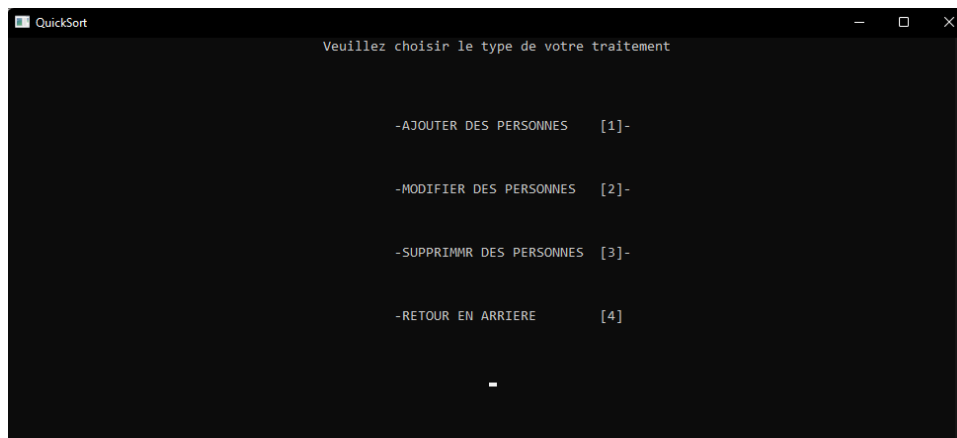 QuickSort
Veuillez choisir le type de votre traitement
-AJOUTER DES PERSONNES [1]-
-MODIFIER DES PERSONNES [2]-
-SUPPRIMMR DES PERSONNES [3]-
-RETOUR EN ARRIERE [4]